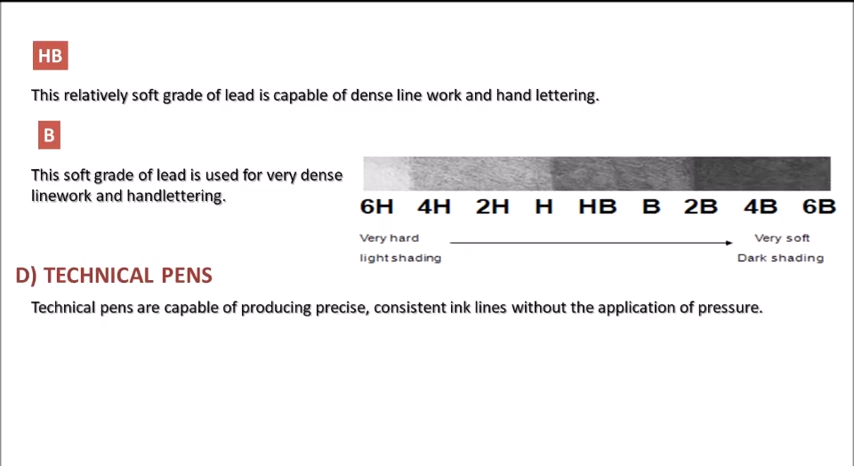 HB
This relatively soft grade of lead is capable of dense line work and hand lettering.
B
This soft grade of lead is used for very dense
linework and handlettering.
6H 4H 2H H HB B 2B 4B 6B
Very hard Very soft
light shading Dark shading
D) TECHNICAL PENS
Technical pens are capable of producing precise, consistent ink lines without the application of pressure.